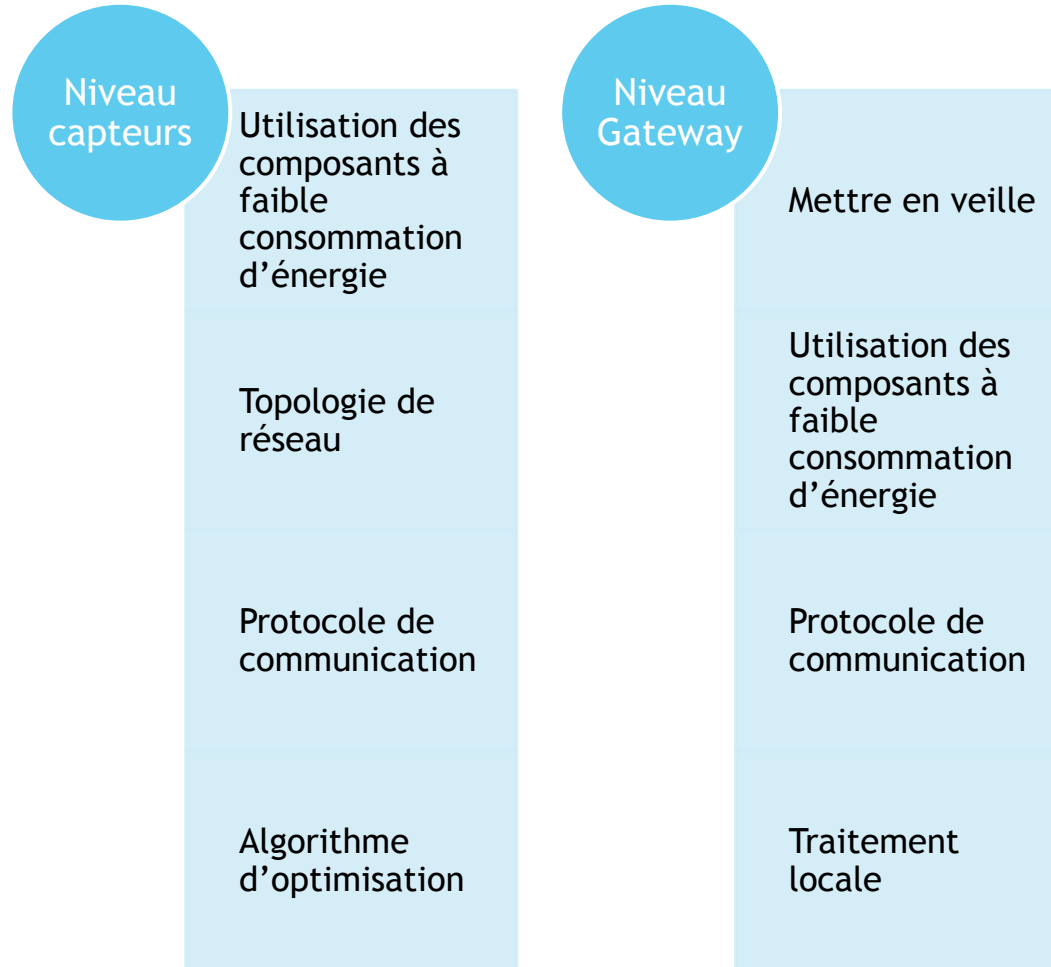 Niveau
capteurs
Utilisation des
composants à
faible
consommation
d’énergie
Topologie de
réseau
Protocole de
communication
Algorithme
d’optimisation
Niveau
Gateway
Mettre en veille
Utilisation des
composants à
faible
consommation
d’énergie
Protocole de
communication
Traitement
locale